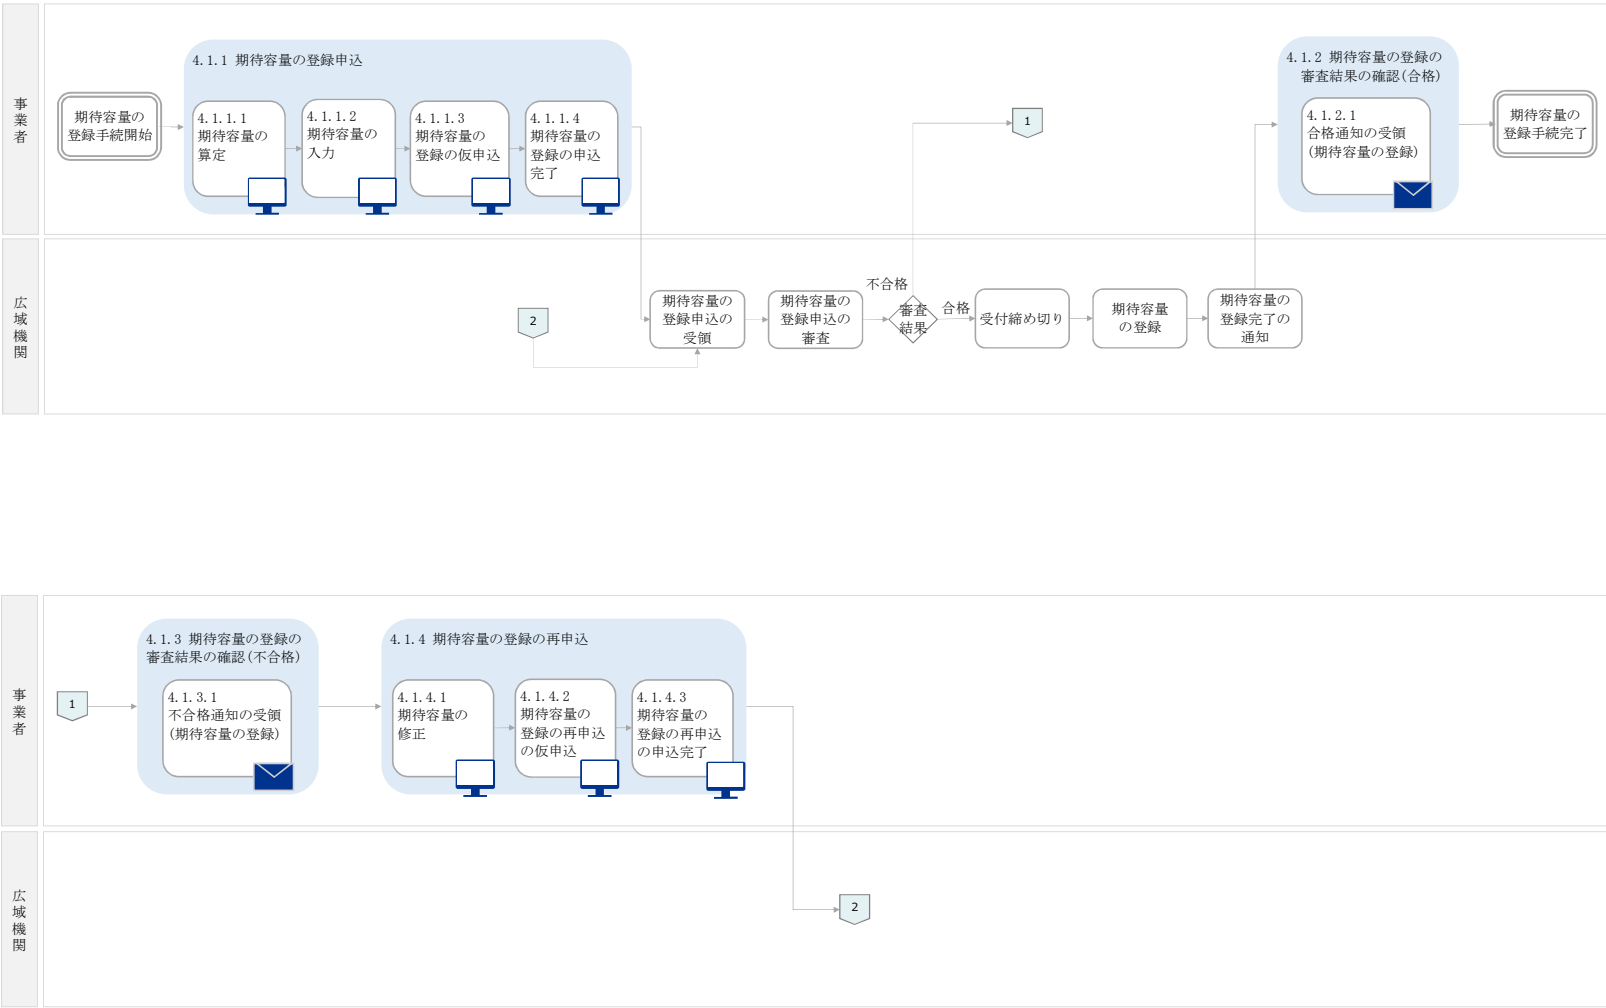 事業者
期待容量の
登録手続開始
4.1.1 期待容量の登録申込
4.1.1.1
期待容量の
算定
4.1.1.2
期待容量の
入力
4.1.1.3
期待容量の
登録の仮申込
4.1.1.4
期待容量の
登録の申込
完了
1
4.1.2 期待容量の登録の
審査結果の確認(合格)
4.1.2.1
合格通知の受領
(期待容量の登録)
期待容量の
登録手続完了
広域機関
2
期待容量の
登録申込の
受領
期待容量の
登録申込の
審査
不合格
審査
結果
合格
受付締め切り
期待容量
の登録
期待容量の
登録完了の
通知
事業者
1
4.1.3 期待容量の登録の
審査結果の確認(不合格)
4.1.3.1
不合格通知の受領
(期待容量の登録)
4.1.4 期待容量の登録の再申込
4.1.4.1
期待容量の
修正
4.1.4.2
期待容量の
登録の再申込
の仮申込
4.1.4.3
期待容量の
登録の再申込
の申込完了
広域機関
2